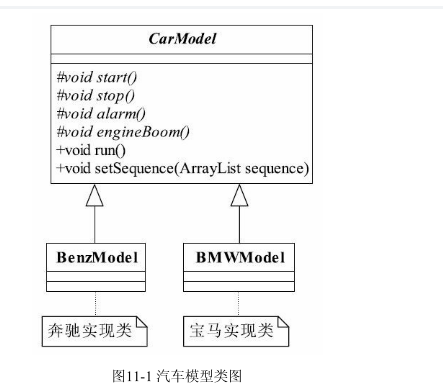 CarModel
#void start()
#void stop()
#void alarm()
#void engineBoom()
+void run()
+void setSequence(ArrayList sequence)
BenzModel
BMWModel
奔驰实现类
宝马实现类
图11-1 汽车模型类图